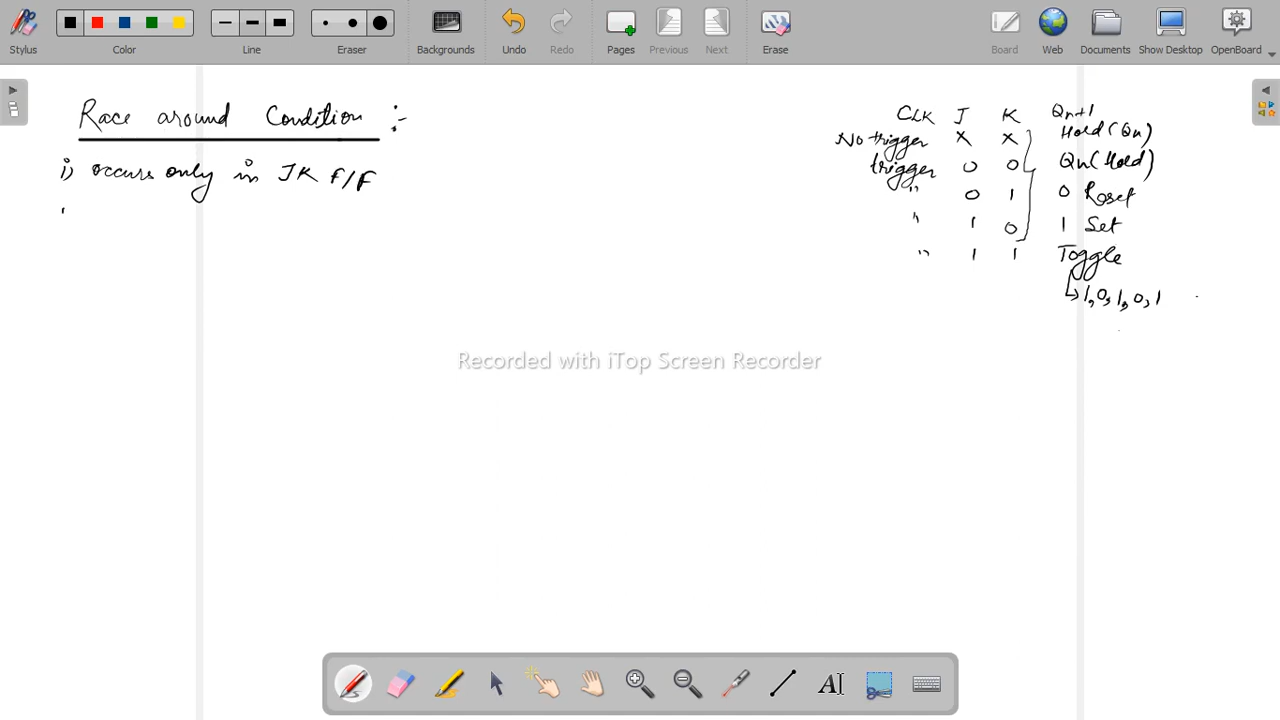 Stylus
Color
Line
Eraser
Backgrounds
Undo
Redo
Pages
Previous
Next
Erase
Board
Web
Documents
Show Desktop
OpenBoard
Race around Condition :-
i) occurs only in JK F/F
CLK J K Qn+1
No trigger X X Hold (Qn)
trigger 0 0 Qn (Hold)
" 0 1 0 Reset
" 1 0 1 Set
" 1 1 Toggle
↳ 1, 0, 1, 0, 1
Recorded with iTop Screen Recorder